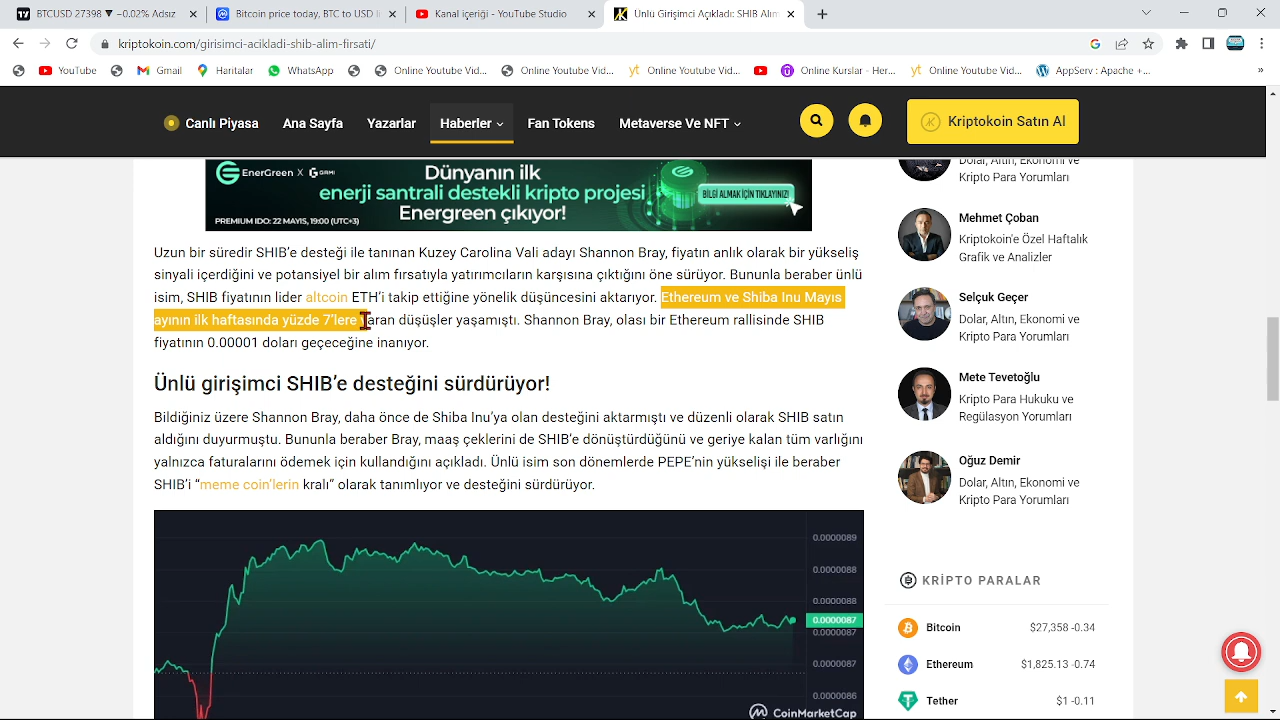 BTCUSD 27398 ▼ −0.02% Adsız
Portfolio Tracker, BTC to USD l
Kanal içeriği - YouTube Studio
Ünlü Girişimci Açıkladı: SHIB Alım
kriptokoin.com/girisimci-acikladi-shib-alim-firsati/
YouTube
Gmail
Haritalar
WhatsApp
Online Youtube Vid...
Online Youtube Vid...
Online Youtube Vid...
Online Kurslar - Her...
Online Youtube Vid...
AppServ : Apache + ...
»
Canlı Piyasa
Ana Sayfa
Yazarlar
Haberler
Fan Tokens
Metaverse Ve NFT
Kriptokoin Satın Al
EnerGreen X GAMI
Dünyanın ilk
enerji santrali destekli kripto projesi
Energreen çıkıyor!
PREMIUM IDO: 22 MAYIS, 19:00 (UTC+3)
BİLGİ ALMAK İÇİN TIKLAYINIZ!
Uzun bir süredir SHIB’e desteği ile tanınan Kuzey Carolina Vali adayı Shannon Bray, fiyatın anlık olarak bir yükseliş
sinyali içerdiğini ve potansiyel bir alım fırsatıyla yatırımcıların karşısına çıktığını öne sürüyor. Bununla beraber ünlü
isim, SHIB fiyatının lider altcoin ETH’i takip ettiğine yönelik düşüncesini aktarıyor. Ethereum ve Shiba Inu Mayıs
ayının ilk haftasında yüzde 7’lere varan düşüşler yaşamıştı. Shannon Bray, olası bir Ethereum rallisinde SHIB
fiyatının 0.00001 doları geçeceğine inanıyor.
Ünlü girişimci SHIB’e desteğini sürdürüyor!
Bildiğiniz üzere Shannon Bray, daha önce de Shiba Inu’ya olan desteğini aktarmıştı ve düzenli olarak SHIB satın
aldığını duyurmuştu. Bununla beraber Bray, maaş çeklerini de SHIB’e dönüştürdüğünü ve geriye kalan tüm varlığını
yalnızca faturalarını ödemek için kullandığını açıkladı. Ünlü isim son dönemlerde PEPE’nin yükselişi ile beraber
SHIB’i “meme coin’lerin kralı” olarak tanımlıyor ve desteğini sürdürüyor.
0.0000089
0.0000088
0.0000088
0.0000087
0.0000087
0.0000087
0.0000086
CoinMarketCap
Dolar, Altın, Ekonomi ve
Kripto Para Yorumları
Mehmet Çoban
Kriptokoin'e Özel Haftalık
Grafik ve Analizler
Selçuk Geçer
Dolar, Altın, Ekonomi ve
Kripto Para Yorumları
Mete Tevetoğlu
Kripto Para Hukuku ve
Regülasyon Yorumları
Oğuz Demir
Dolar, Altın, Ekonomi ve
Kripto Para Yorumları
KRİPTO PARALAR
Bitcoin $27,358 -0.34
Ethereum $1,825.13 -0.74
Tether $1 -0.11